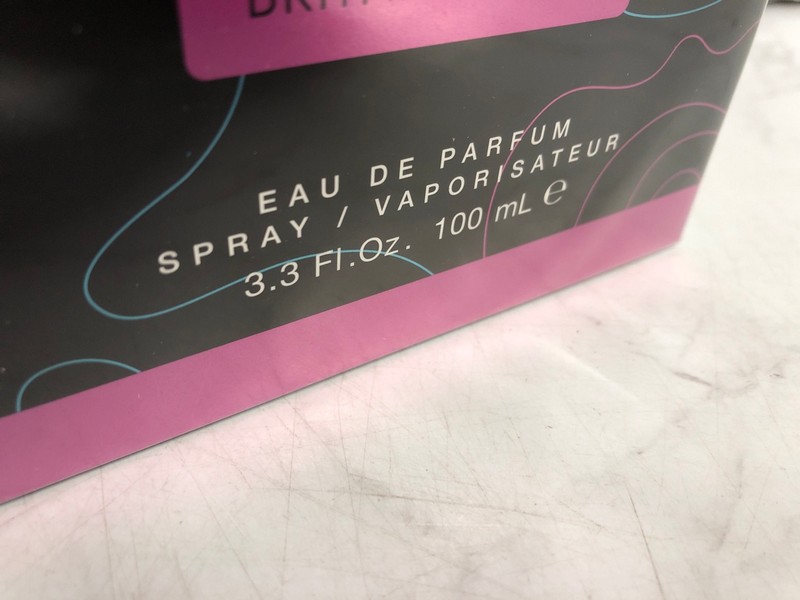 EAU DE PARFUM
SPRAY / VAPORISATEUR
3.3 Fl.Oz. 100 mL ℮